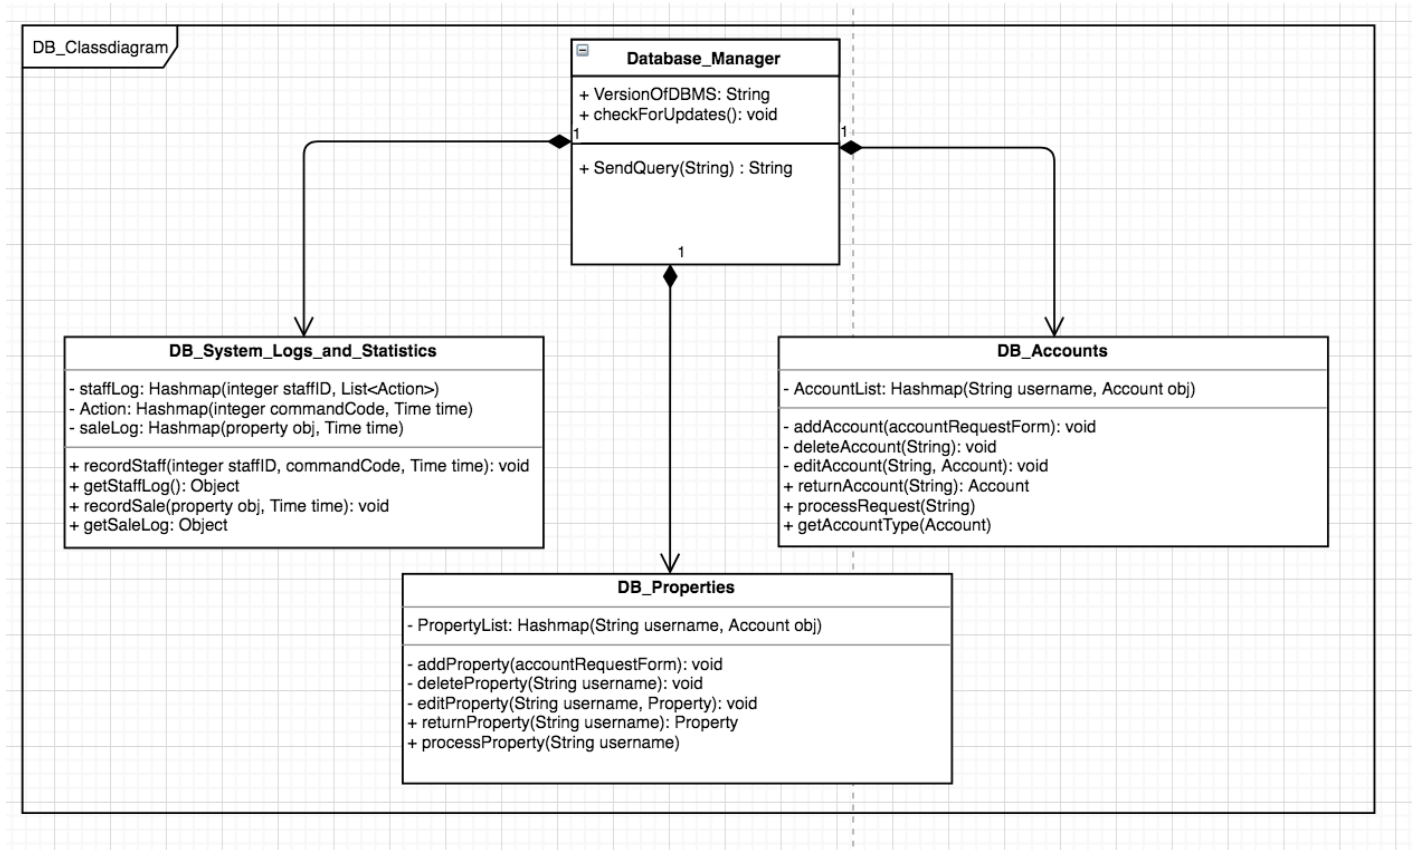 DB_Classdiagram
Database_Manager
+ VersionOfDBMS: String
+ checkForUpdates(): void
1
1
+ SendQuery(String) : String
1
DB_System_Logs_and_Statistics
- staffLog: Hashmap(integer staffID, List<Action>)
- Action: Hashmap(integer commandCode, Time time)
- saleLog: Hashmap(property obj, Time time)
+ recordStaff(integer staffID, commandCode, Time time): void
+ getStaffLog(): Object
+ recordSale(property obj, Time time): void
+ getSaleLog: Object
DB_Accounts
- AccountList: Hashmap(String username, Account obj)
- addAccount(accountRequestForm): void
- deleteAccount(String): void
- editAccount(String, Account): void
+ returnAccount(String): Account
+ processRequest(String)
+ getAccountType(Account)
DB_Properties
- PropertyList: Hashmap(String username, Account obj)
- addProperty(accountRequestForm): void
- deleteProperty(String username): void
- editProperty(String username, Property): void
+ returnProperty(String username): Property
+ processProperty(String username)